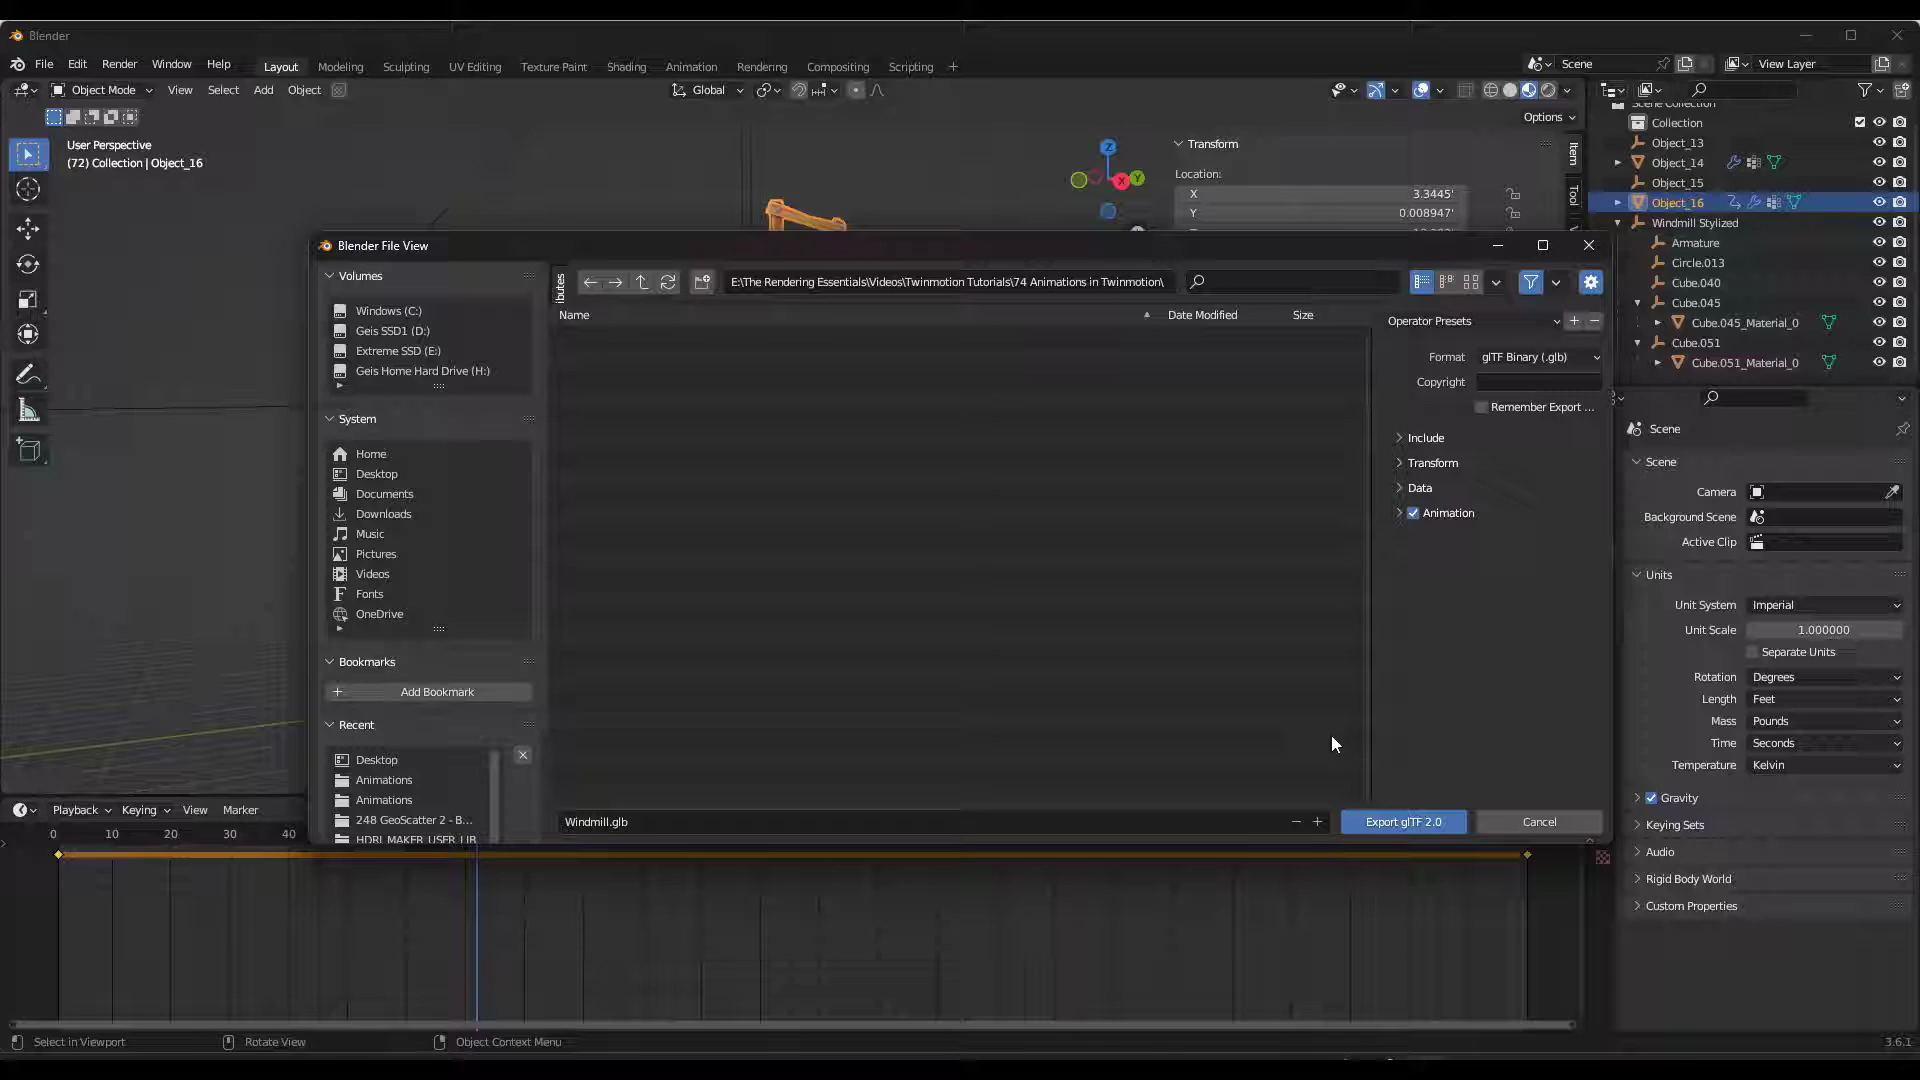 Blender
File Edit Render Window Help Layout Modeling Sculpting UV Editing Texture Paint Shading Animation Rendering Compositing Scripting + Scene View Layer
Object Mode View Select Add Object Global
Options
User Perspective
(72) Collection | Object_16
Transform
Location:
X 3.3445'
Y 0.008947'
Item
Tool
Scene Collection
Collection
Object_13
Object_14
Object_15
Object_16
Windmill Stylized
Armature
Circle.013
Cube.040
Cube.045
Cube.045_Material_0
Cube.051
Cube.051_Material_0
Blender File View
Volumes
Windows (C:)
Geis SSD1 (D:)
Extreme SSD (E:)
Geis Home Hard Drive (H:)
System
Home
Desktop
Documents
Downloads
Music
Pictures
Videos
Fonts
OneDrive
Bookmarks
Add Bookmark
Recent
Desktop
Animations
Animations
248 GeoScatter 2 - B...
HDRI_MAKER_USER_LIB
E:\The Rendering Essentials\Videos\Twinmotion Tutorials\74 Animations in Twinmotion\
Name Date Modified Size
Windmill.glb
Operator Presets
Format glTF Binary (.glb)
Copyright
Remember Export ...
Include
Transform
Data
Animation
Export glTF 2.0 Cancel
Scene
Scene
Camera
Background Scene
Active Clip
Units
Unit System Imperial
Unit Scale 1.000000
Separate Units
Rotation Degrees
Length Feet
Mass Pounds
Time Seconds
Temperature Kelvin
Gravity
Keying Sets
Audio
Rigid Body World
Custom Properties
Playback Keying View Marker
0 10 20 30 40
Select in Viewport Rotate View Object Context Menu 3.6.1